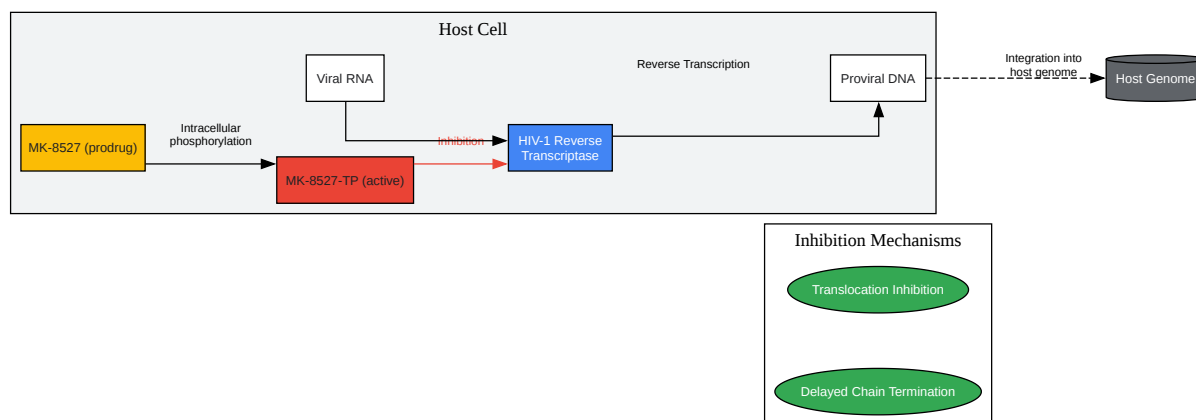 Host Cell
Viral RNA
Reverse Transcription
Proviral DNA
Integration into
host genome
Host Genome
MK-8527 (prodrug)
Intracellular
phosphorylation
MK-8527-TP (active)
Inhibition
HIV-1 Reverse
Transcriptase
Inhibition Mechanisms
Translocation Inhibition
Delayed Chain Termination